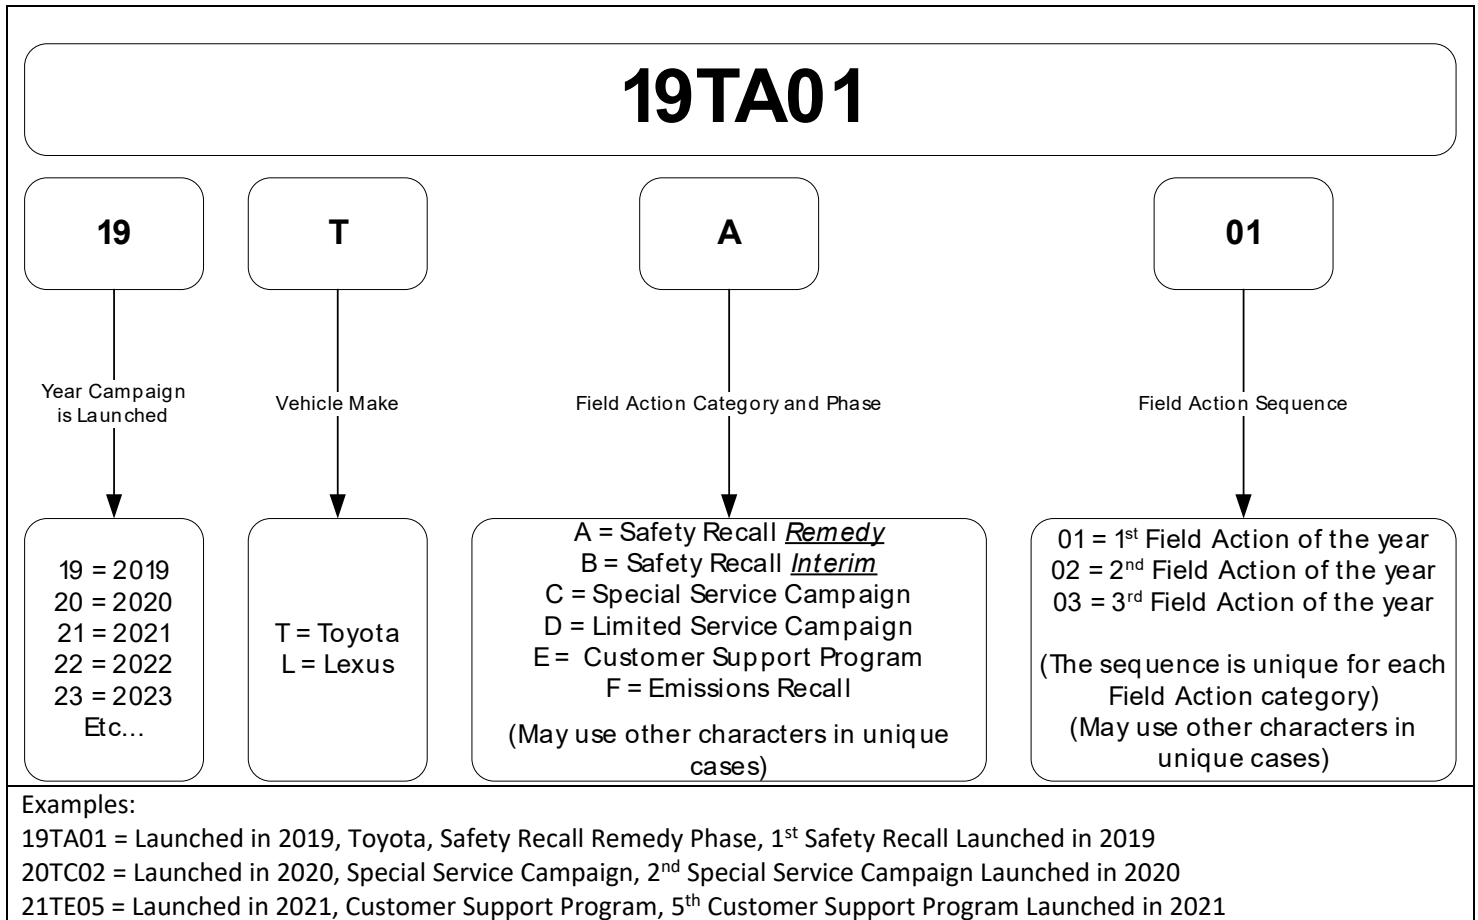 19TA01
19
T
A
01
Year Campaign
is Launched
Vehicle Make
Field Action Category and Phase
Field Action Sequence
19 = 2019
20 = 2020
21 = 2021
22 = 2022
23 = 2023
Etc...
T = Toyota
L = Lexus
A = Safety Recall Remedy
B = Safety Recall Interim
C = Special Service Campaign
D = Limited Service Campaign
E = Customer Support Program
F = Emissions Recall
(May use other characters in unique
cases)
01 = 1st Field Action of the year
02 = 2nd Field Action of the year
03 = 3rd Field Action of the year
(The sequence is unique for each
Field Action category)
(May use other characters in
unique cases)
Examples:
19TA01 = Launched in 2019, Toyota, Safety Recall Remedy Phase, 1st Safety Recall Launched in 2019
20TC02 = Launched in 2020, Special Service Campaign, 2nd Special Service Campaign Launched in 2020
21TE05 = Launched in 2021, Customer Support Program, 5th Customer Support Program Launched in 2021